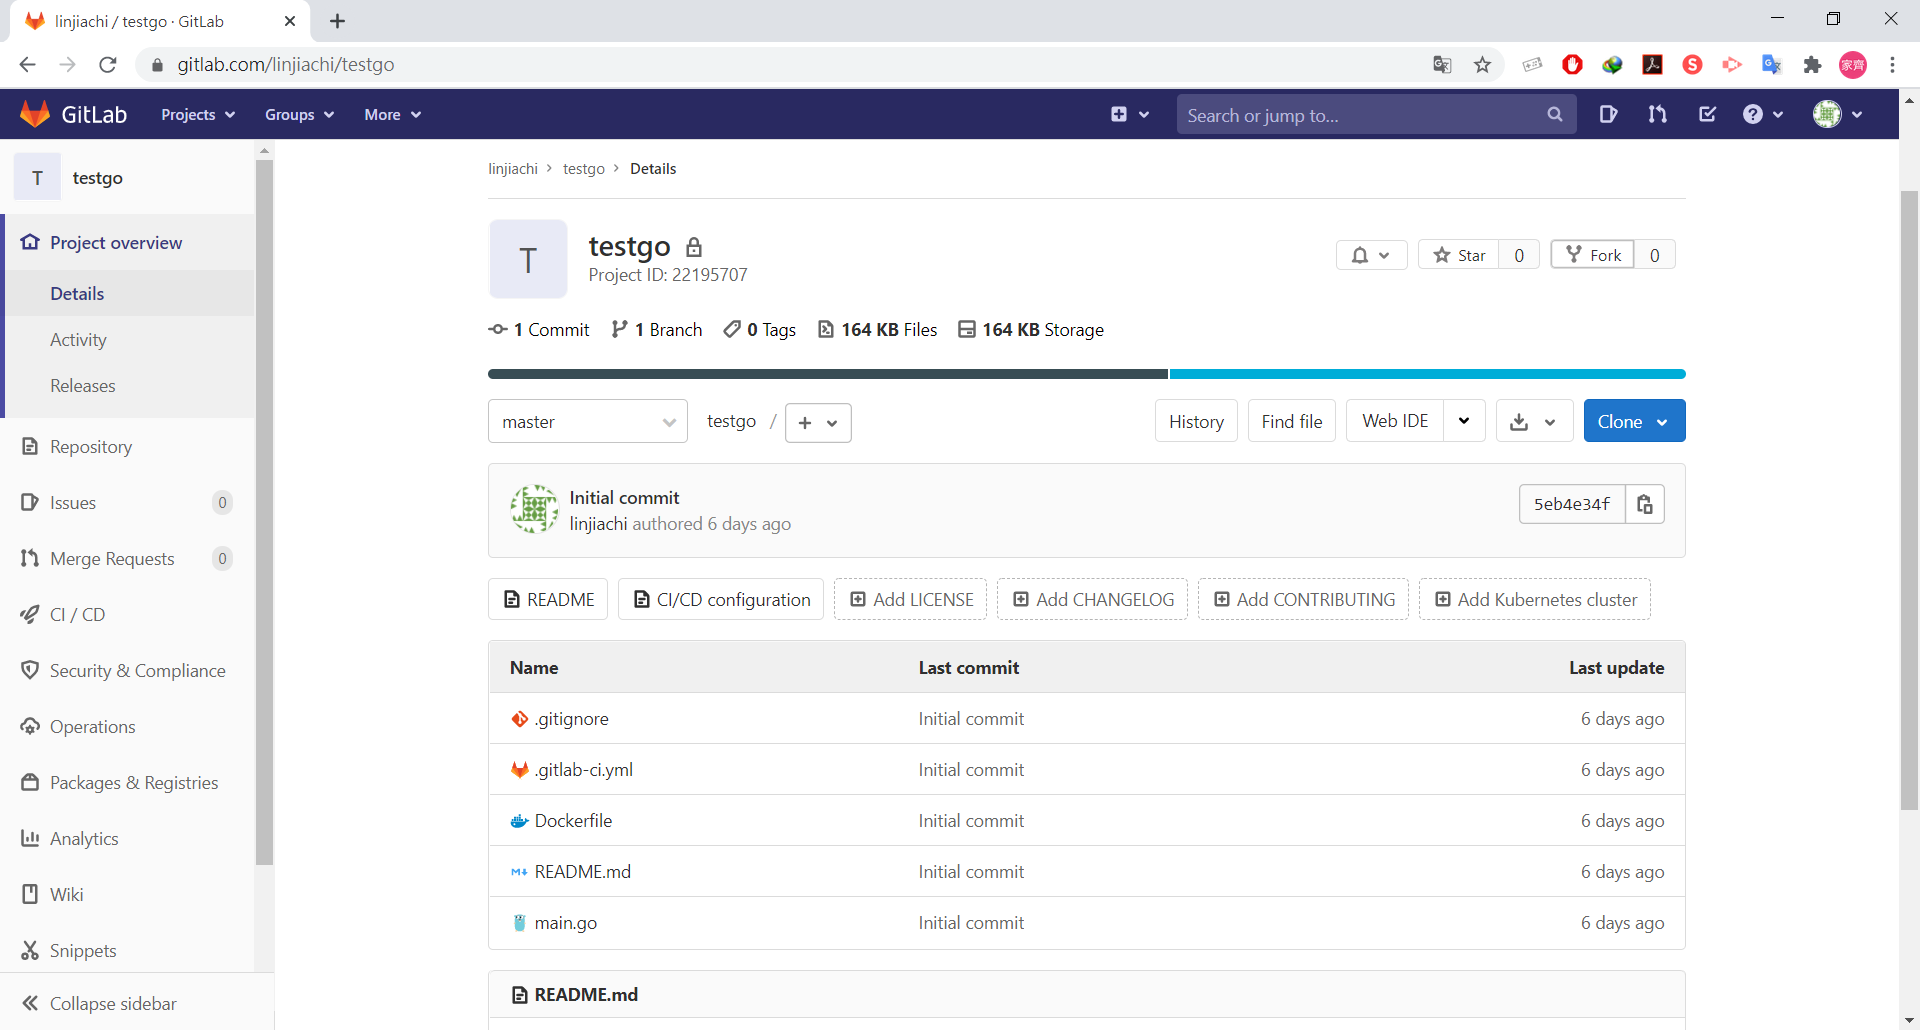 linjiachi / testgo · GitLab
gitlab.com/linjiachi/testgo
家齊
GitLab Projects Groups More Search or jump to...
T testgo
Project overview
Details
Activity
Releases
Repository
Issues 0
Merge Requests 0
CI / CD
Security & Compliance
Operations
Packages & Registries
Analytics
Wiki
Snippets
Collapse sidebar
linjiachi > testgo > Details
T
testgo
Project ID: 22195707
Star 0 Fork 0
1 Commit 1 Branch 0 Tags 164 KB Files 164 KB Storage
master testgo / + History Find file Web IDE Clone
Initial commit
linjiachi authored 6 days ago
5eb4e34f
README CI/CD configuration Add LICENSE Add CHANGELOG Add CONTRIBUTING Add Kubernetes cluster
Name Last commit Last update
.gitignore Initial commit 6 days ago
.gitlab-ci.yml Initial commit 6 days ago
Dockerfile Initial commit 6 days ago
README.md Initial commit 6 days ago
main.go Initial commit 6 days ago
README.md